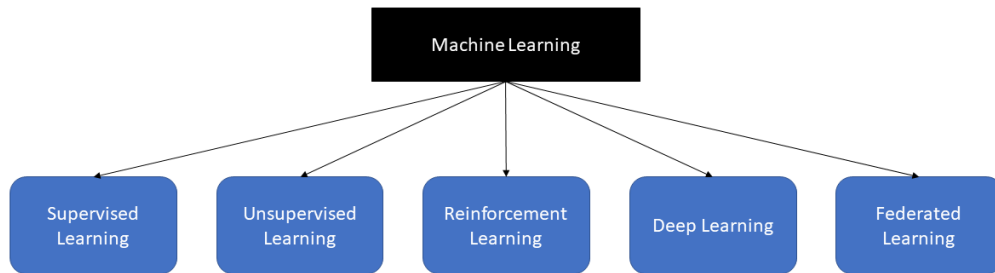 Machine Learning
Supervised
Learning
Unsupervised
Learning
Reinforcement
Learning
Deep Learning
Federated
Learning